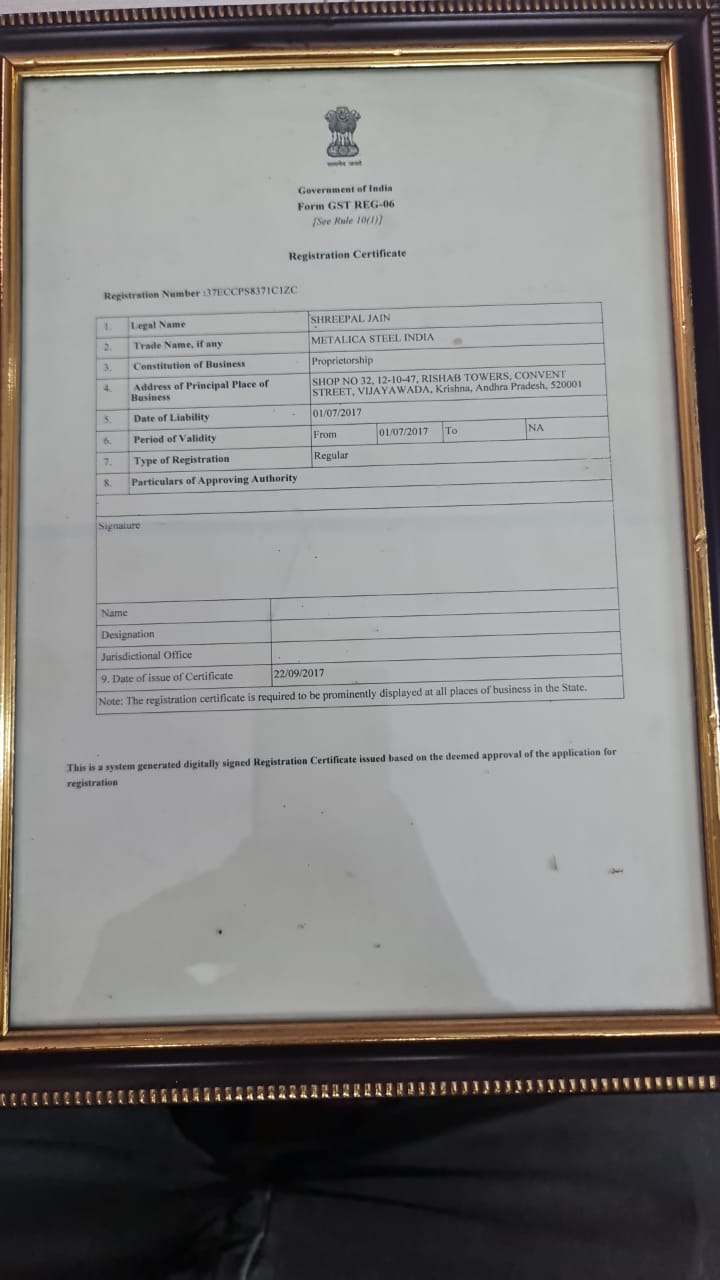 सत्यमेव जयते
Government of India
Form GST REG-06
[See Rule 10(1)]
Registration Certificate
Registration Number :37ECCPS8371C1ZC
1. Legal Name SHREEPAL JAIN
2. Trade Name, if any METALICA STEEL INDIA
3. Constitution of Business Proprietorship
4. Address of Principal Place of Business SHOP NO 32, 12-10-47, RISHAB TOWERS, CONVENT
STREET, VIJAYAWADA, Krishna, Andhra Pradesh, 520001
5. Date of Liability 01/07/2017
6. Period of Validity From 01/07/2017 To NA
7. Type of Registration Regular
8. Particulars of Approving Authority
Signature
Name
Designation
Jurisdictional Office
9. Date of issue of Certificate 22/09/2017
Note: The registration certificate is required to be prominently displayed at all places of business in the State.
This is a system generated digitally signed Registration Certificate issued based on the deemed approval of the application for
registration